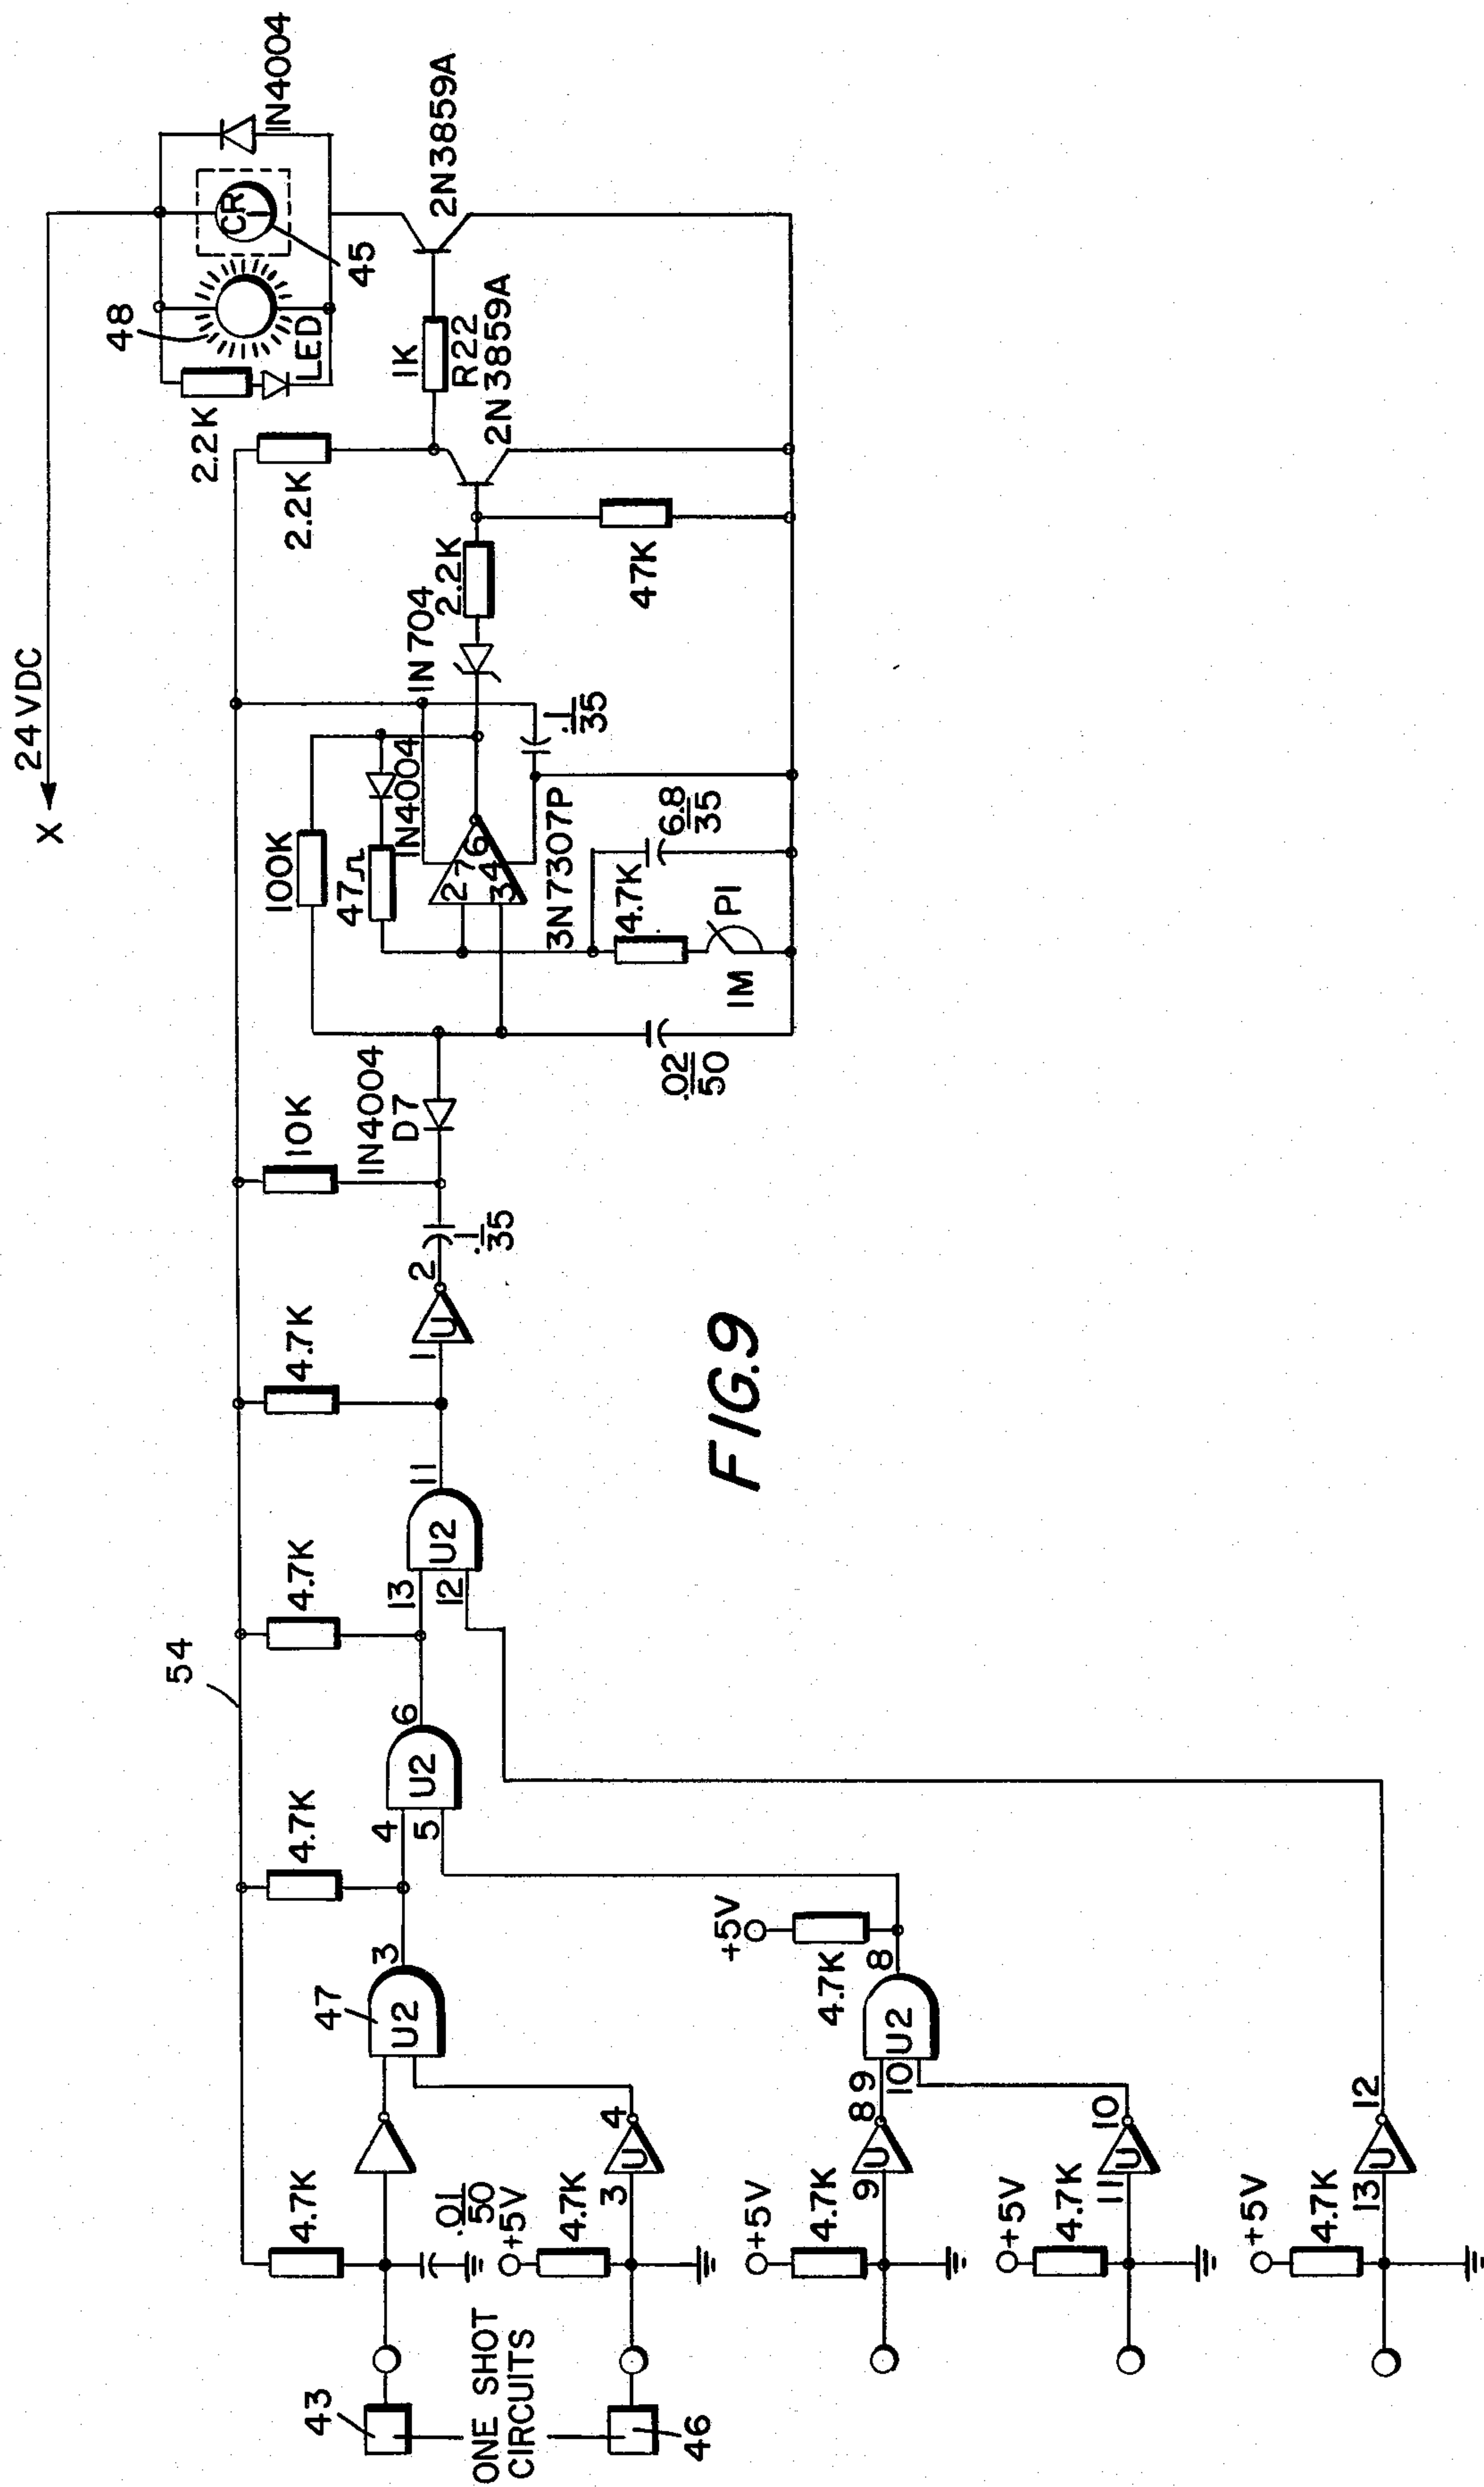 X
24VDC
48
CR
1
IN4004
45
LED
2.2K
2.2K
1K
R22
2N3859A
2N3859A
2.2K
47K
IN704
.1
35
100K
IN4004
47Ω
2
7
6
4
3
3N7307P
4.7K
6.8
35
P1
1M
.02
50
IN4004
D7
10K
.1
35
2
U
1
4.7K
11
U2
13
12
4.7K
54
6
U2
4
5
4.7K
3
47
U2
4.7K
.01
50
+5V
4.7K
3
U
4
43
ONE SHOT
CIRCUITS
46
+5V
4.7K
8
U2
9
10
8
U
9
+5V
4.7K
10
U
11
+5V
4.7K
12
U
13
+5V
4.7K
FIG.9